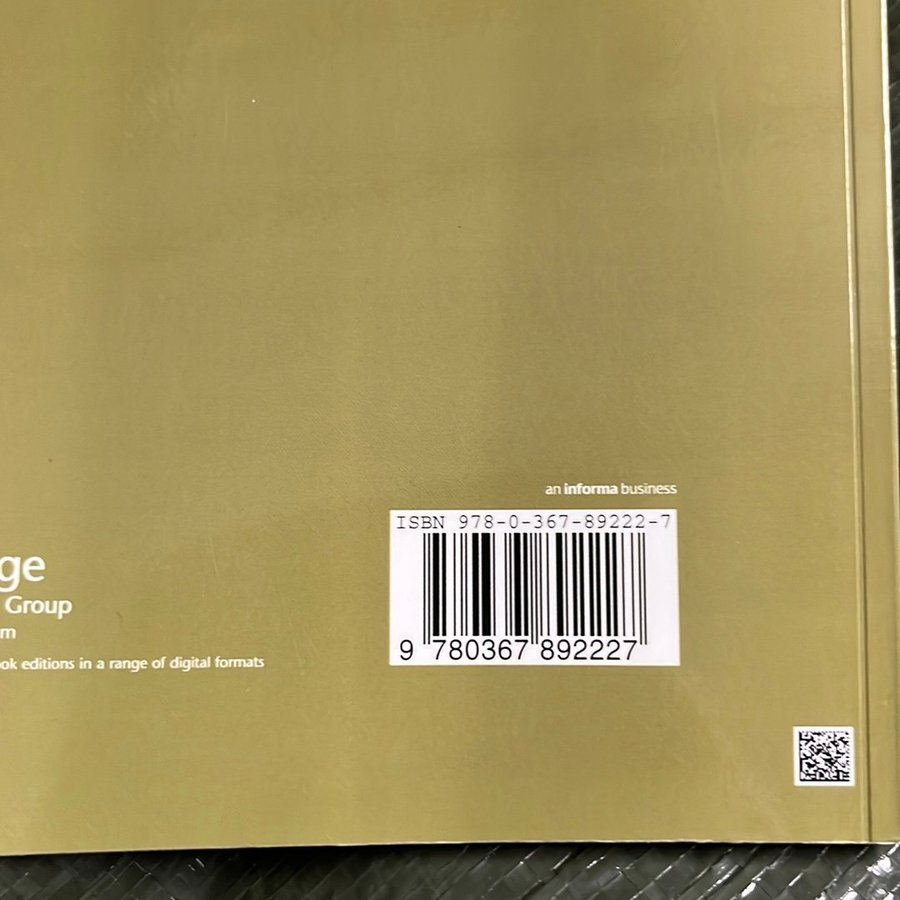 an informa business
ISBN 978-0-367-89222-7
9 780367 892227
ge
Group
m
ok editions in a range of digital formats